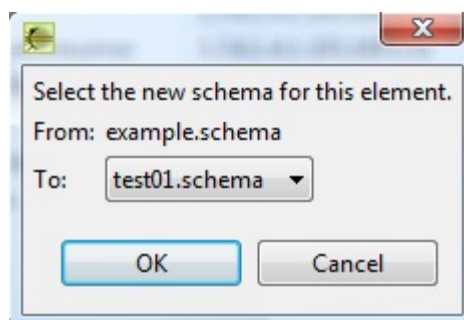 Select the new schema for this element.
From: example.schema
To: test01.schema
OK Cancel